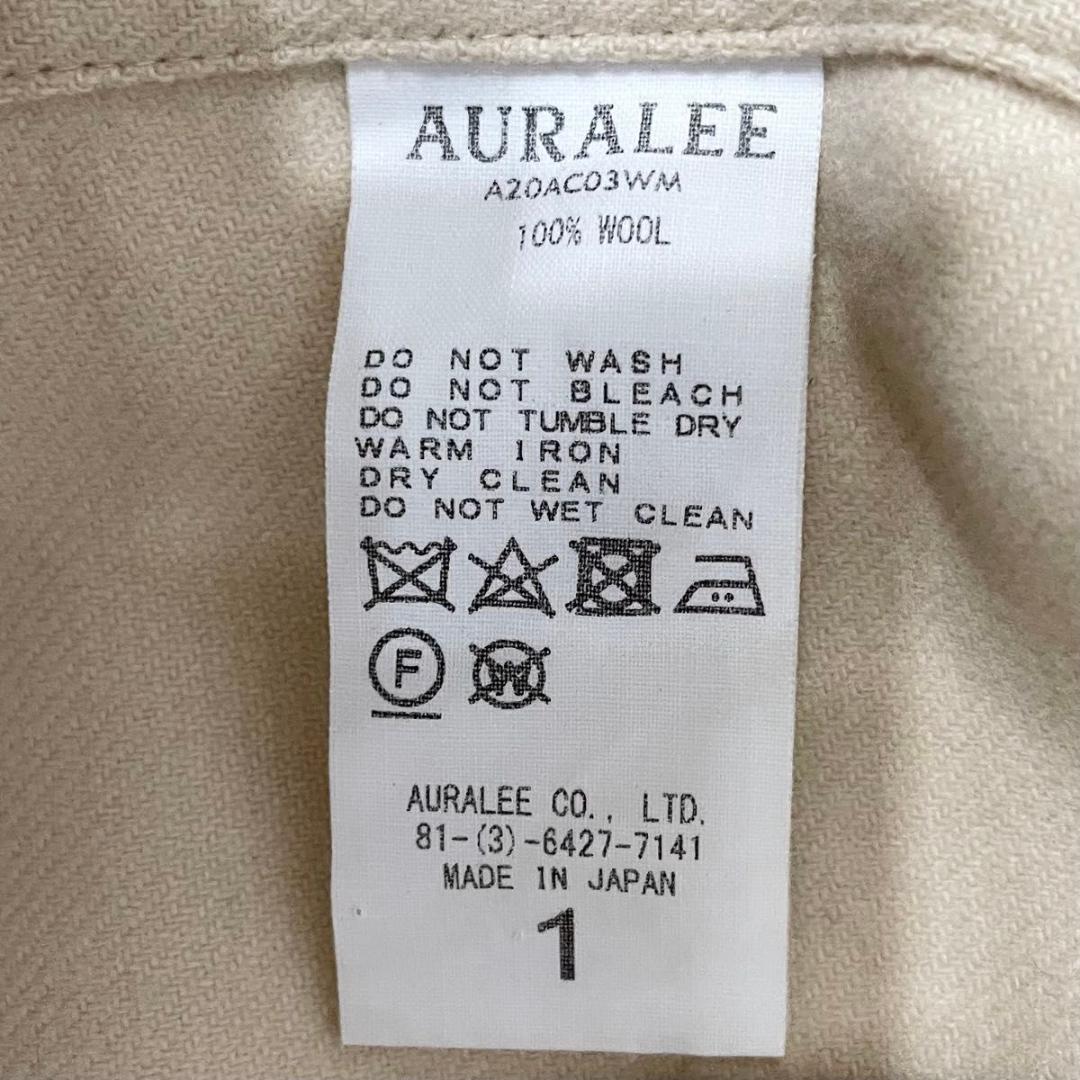 AURALEE
A20AC03WM
100% WOOL
DO NOT WASH
DO NOT BLEACH
DO NOT TUMBLE DRY
WARM IRON
DRY CLEAN
DO NOT WET CLEAN
F W
AURALEE CO., LTD.
81-(3)-6427-7141
MADE IN JAPAN
1